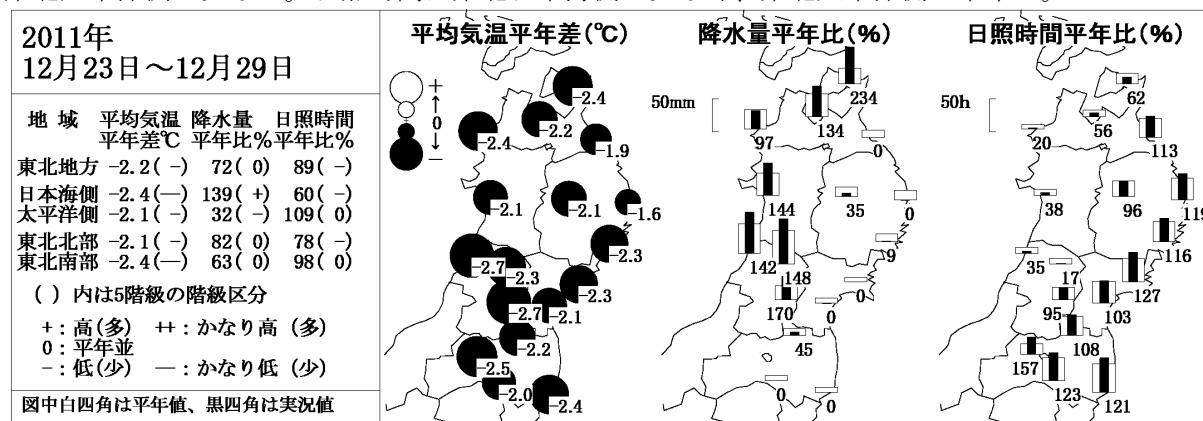 2011年
12月23日～12月29日
地 域 平均気温 降水量 日照時間
平年差℃ 平年比% 平年比%
東北地方 −2.2( −) 72( 0) 89( −)
日本海側 −2.4(―) 139( +) 60( −)
太平洋側 −2.1( −) 32( −) 109( 0)
東北北部 −2.1( −) 82( 0) 78( −)
東北南部 −2.4(―) 63( 0) 98( 0)
( ) 内は5階級の階級区分
+：高(多) ++：かなり高 (多)
0：平年並
−：低(少) ―：かなり低 (少)
図中白四角は平年値、黒四角は実況値
平均気温平年差(℃)
+
↑
0
↓
−
−2.4
−2.2
−2.4
−1.9
−2.1
−2.1
−1.6
−2.3
−2.7
−2.3
−2.3
−2.7
−2.1
−2.2
−2.5
−2.0
−2.4
降水量平年比(%)
50mm
234
134
97
0
144
35
0
142
148
9
170
0
0
45
0
0
日照時間平年比(%)
50h
62
56
20
113
38
96
119
116
35
17
127
95
103
108
157
123
121